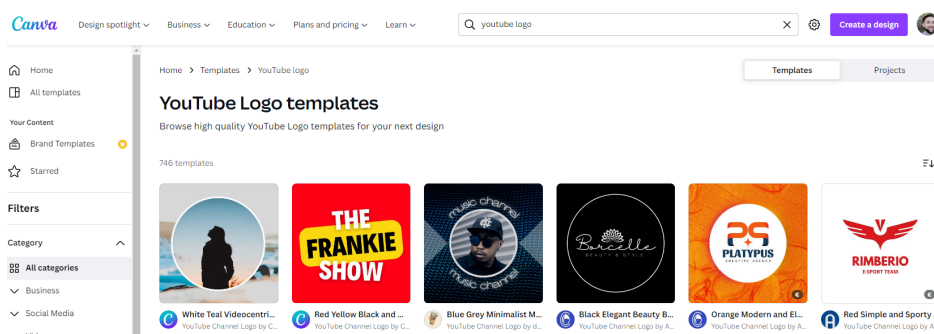 Canva
Design spotlight
Business
Education
Plans and pricing
Learn
youtube logo
Create a design
Home
All templates
Your Content
Brand Templates
Starred
Filters
Category
All categories
Business
Social Media
Home > Templates > YouTube logo
Templates
Projects
YouTube Logo templates
Browse high quality YouTube Logo templates for your next design
746 templates
THE
FRANKIE
SHOW
music channel
music channel
Borcelle
BEAUTY & STYLE
PLATYPUS
CREATIVE AGENCY
RIMBERIO
E-SPORT TEAM
White Teal Videocentri...
YouTube Channel Logo by C...
Red Yellow Black and ...
YouTube Channel Logo by C...
Blue Grey Minimalist M...
YouTube Channel Logo by d...
Black Elegant Beauty B...
YouTube Channel Logo by A...
Orange Modern and El...
YouTube Channel Logo by A...
Red Simple and Sporty
YouTube Channel Logo by A